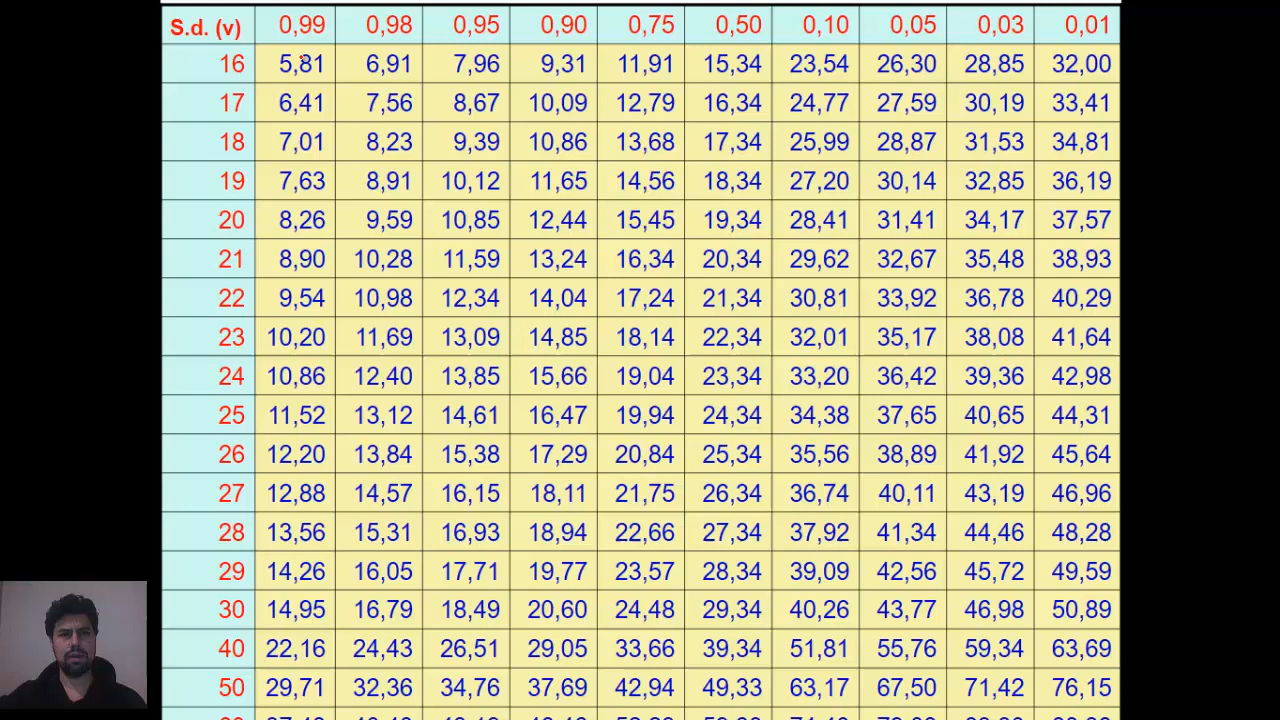 S.d. (v) 0,99 0,98 0,95 0,90 0,75 0,50 0,10 0,05 0,03 0,01
16 5,81 6,91 7,96 9,31 11,91 15,34 23,54 26,30 28,85 32,00
17 6,41 7,56 8,67 10,09 12,79 16,34 24,77 27,59 30,19 33,41
18 7,01 8,23 9,39 10,86 13,68 17,34 25,99 28,87 31,53 34,81
19 7,63 8,91 10,12 11,65 14,56 18,34 27,20 30,14 32,85 36,19
20 8,26 9,59 10,85 12,44 15,45 19,34 28,41 31,41 34,17 37,57
21 8,90 10,28 11,59 13,24 16,34 20,34 29,62 32,67 35,48 38,93
22 9,54 10,98 12,34 14,04 17,24 21,34 30,81 33,92 36,78 40,29
23 10,20 11,69 13,09 14,85 18,14 22,34 32,01 35,17 38,08 41,64
24 10,86 12,40 13,85 15,66 19,04 23,34 33,20 36,42 39,36 42,98
25 11,52 13,12 14,61 16,47 19,94 24,34 34,38 37,65 40,65 44,31
26 12,20 13,84 15,38 17,29 20,84 25,34 35,56 38,89 41,92 45,64
27 12,88 14,57 16,15 18,11 21,75 26,34 36,74 40,11 43,19 46,96
28 13,56 15,31 16,93 18,94 22,66 27,34 37,92 41,34 44,46 48,28
29 14,26 16,05 17,71 19,77 23,57 28,34 39,09 42,56 45,72 49,59
30 14,95 16,79 18,49 20,60 24,48 29,34 40,26 43,77 46,98 50,89
40 22,16 24,43 26,51 29,05 33,66 39,34 51,81 55,76 59,34 63,69
50 29,71 32,36 34,76 37,69 42,94 49,33 63,17 67,50 71,42 76,15